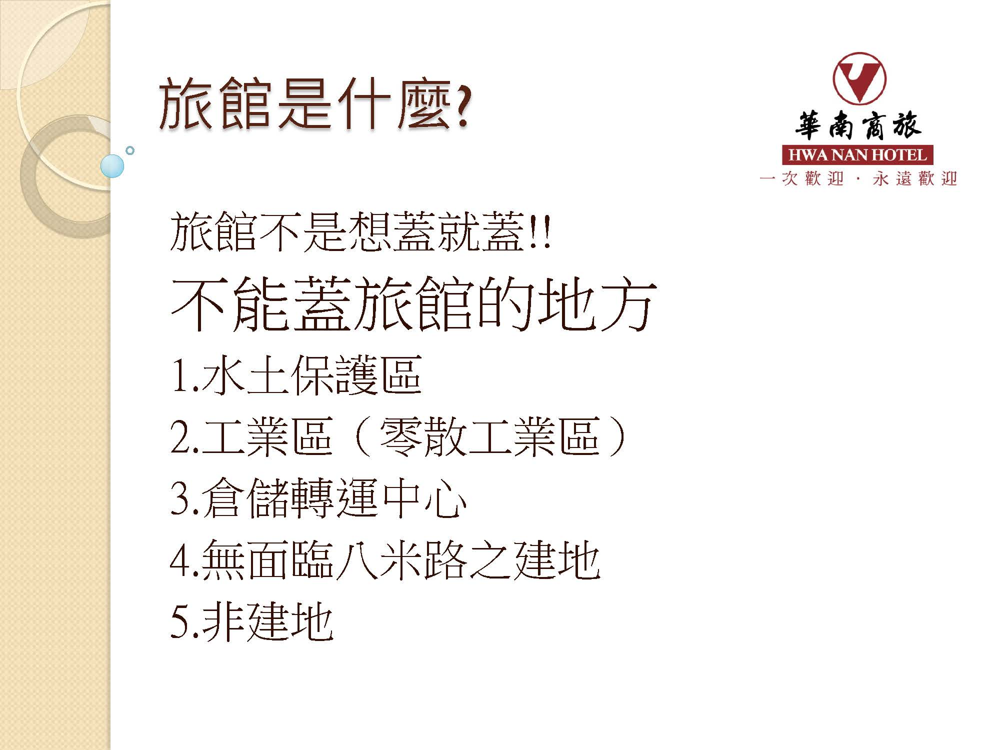 旅館是什麼?
華南商旅
HWA NAN HOTEL
一次歡迎・永遠歡迎
旅館不是想蓋就蓋!!
不能蓋旅館的地方
1.水土保護區
2.工業區（零散工業區）
3.倉儲轉運中心
4.無面臨八米路之建地
5.非建地